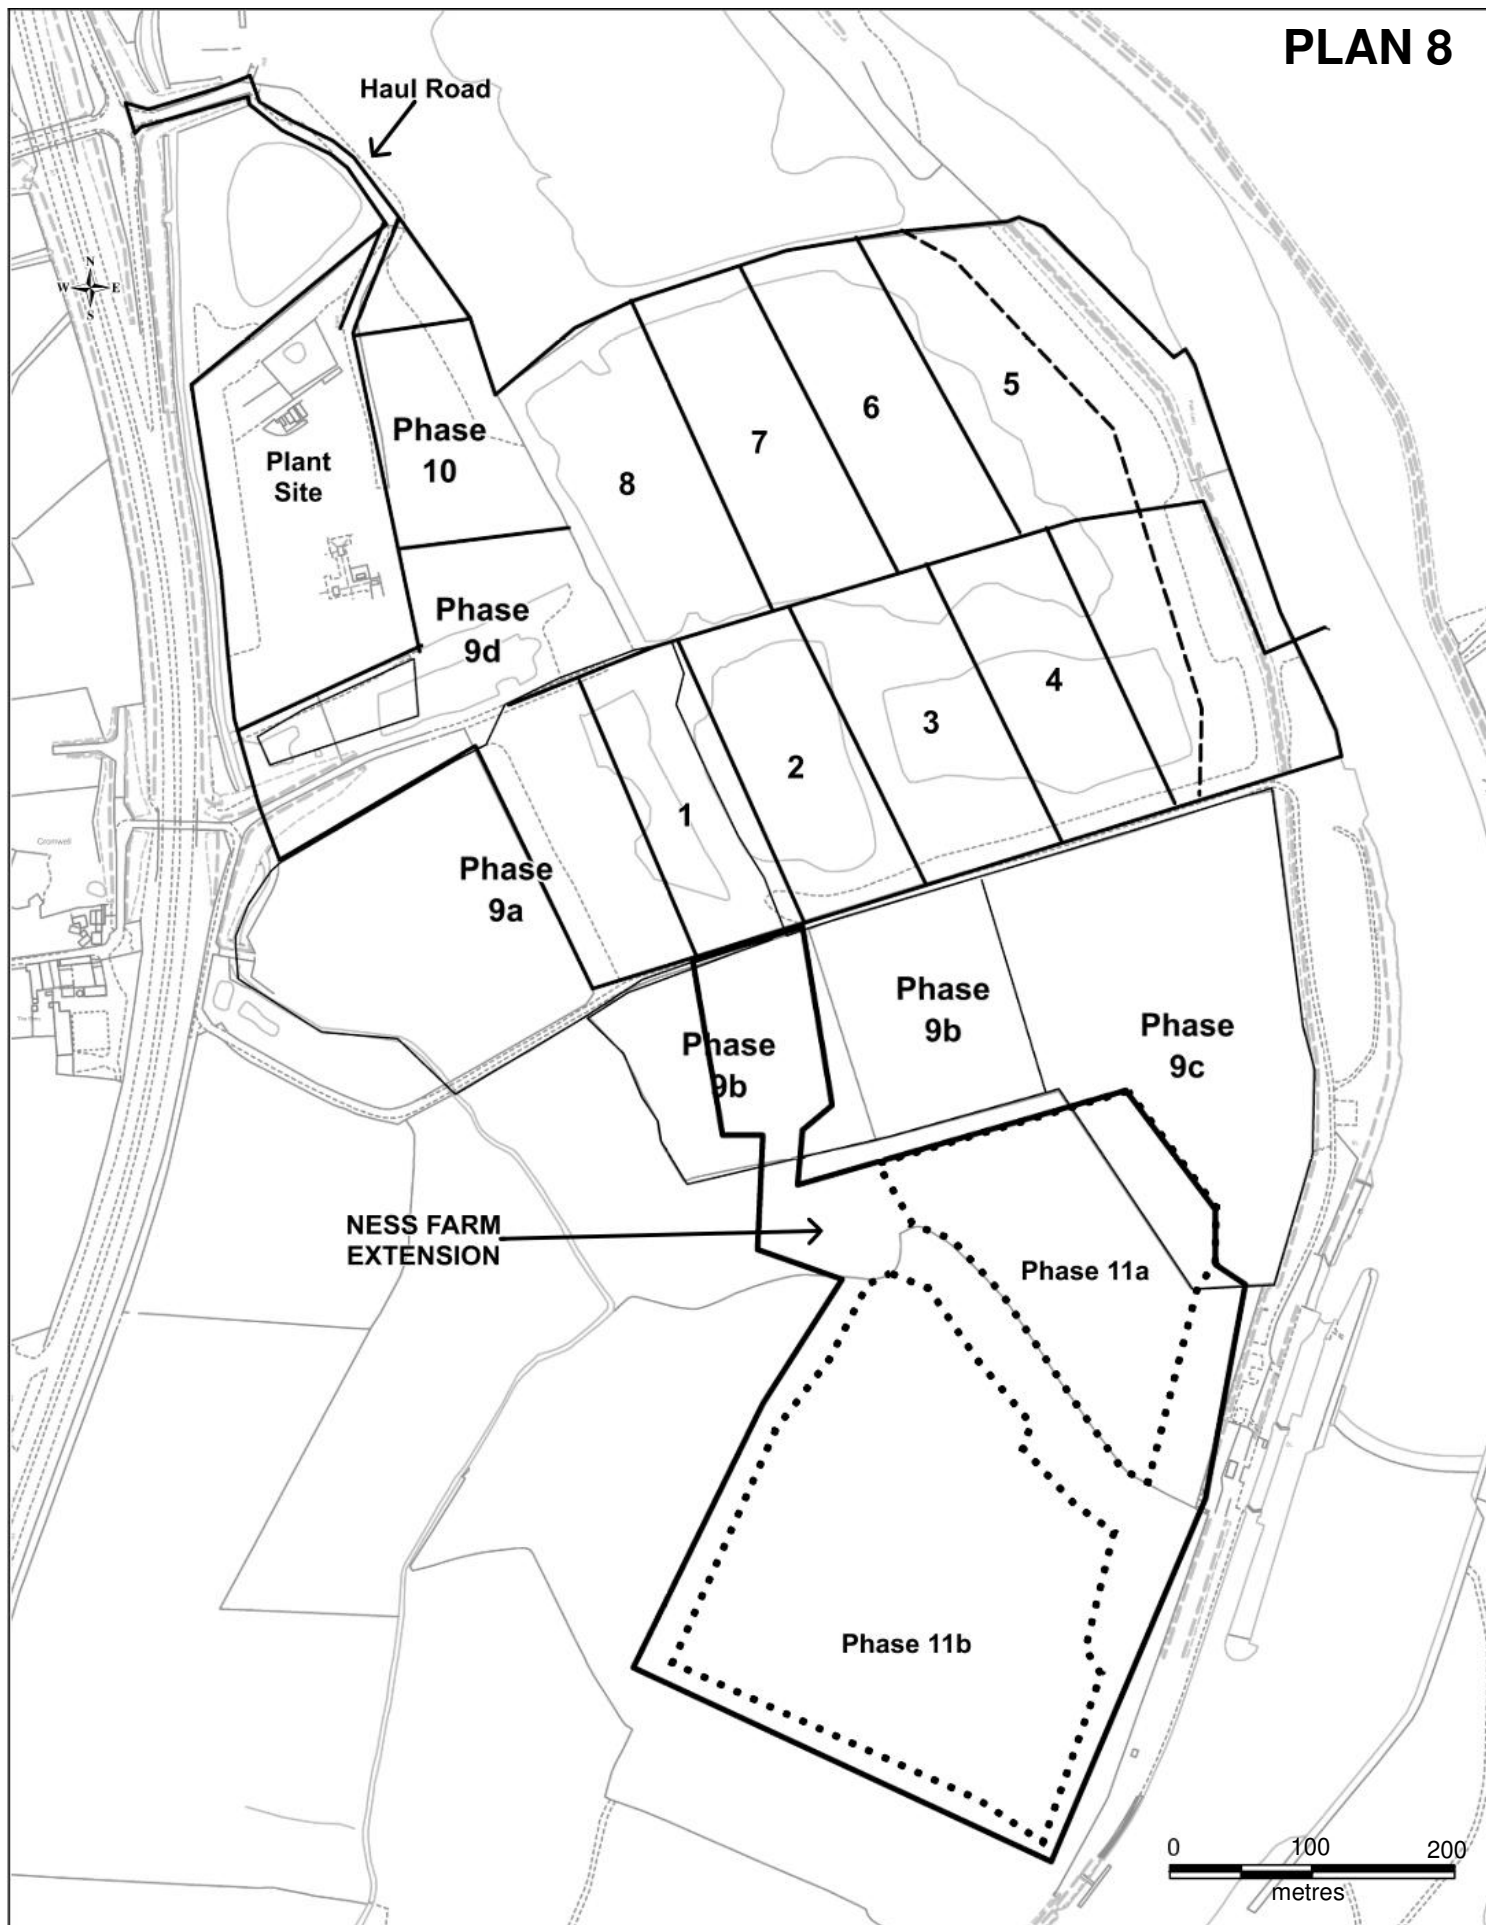 PLAN 8
Haul Road
N
W E
S
5
6
7
8
Phase
10
Plant
Site
Phase
9d
4
3
2
1
Cromwell
Phase
9a
Phase
9b
Phase
9b
Phase
9c
NESS FARM
EXTENSION
Phase 11a
Phase 11b
0 100 200
metres